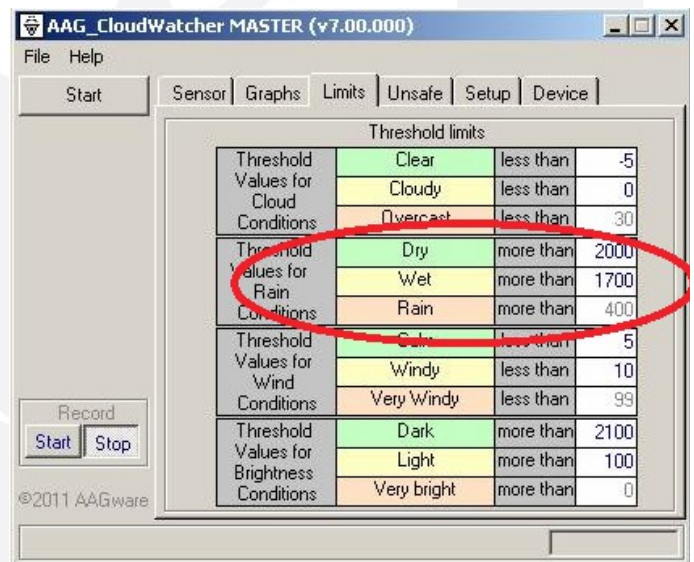 AAG_CloudWatcher MASTER (v7.00.000)
File Help
Start
Sensor Graphs Limits Unsafe Setup Device
Threshold limits
Threshold Values for Cloud Conditions
Clear less than -5
Cloudy less than 0
Overcast less than 30
Threshold Values for Rain Conditions
Dry more than 2000
Wet more than 1700
Rain more than 400
Threshold Values for Wind Conditions
Calm less than 5
Windy less than 10
Very Windy less than 99
Threshold Values for Brightness Conditions
Dark more than 2100
Light more than 100
Very bright more than 0
Record
Start Stop
©2011 AAGware